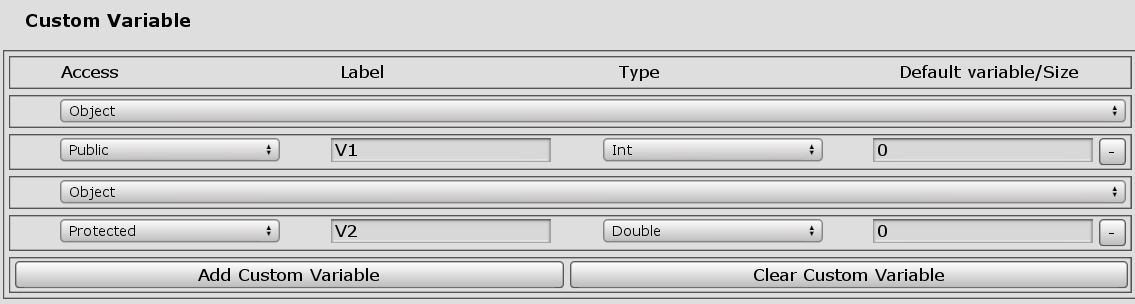 Custom Variable
Access Label Type Default variable/Size
Object
Public V1 Int 0 -
Object
Protected V2 Double 0 -
Add Custom Variable Clear Custom Variable